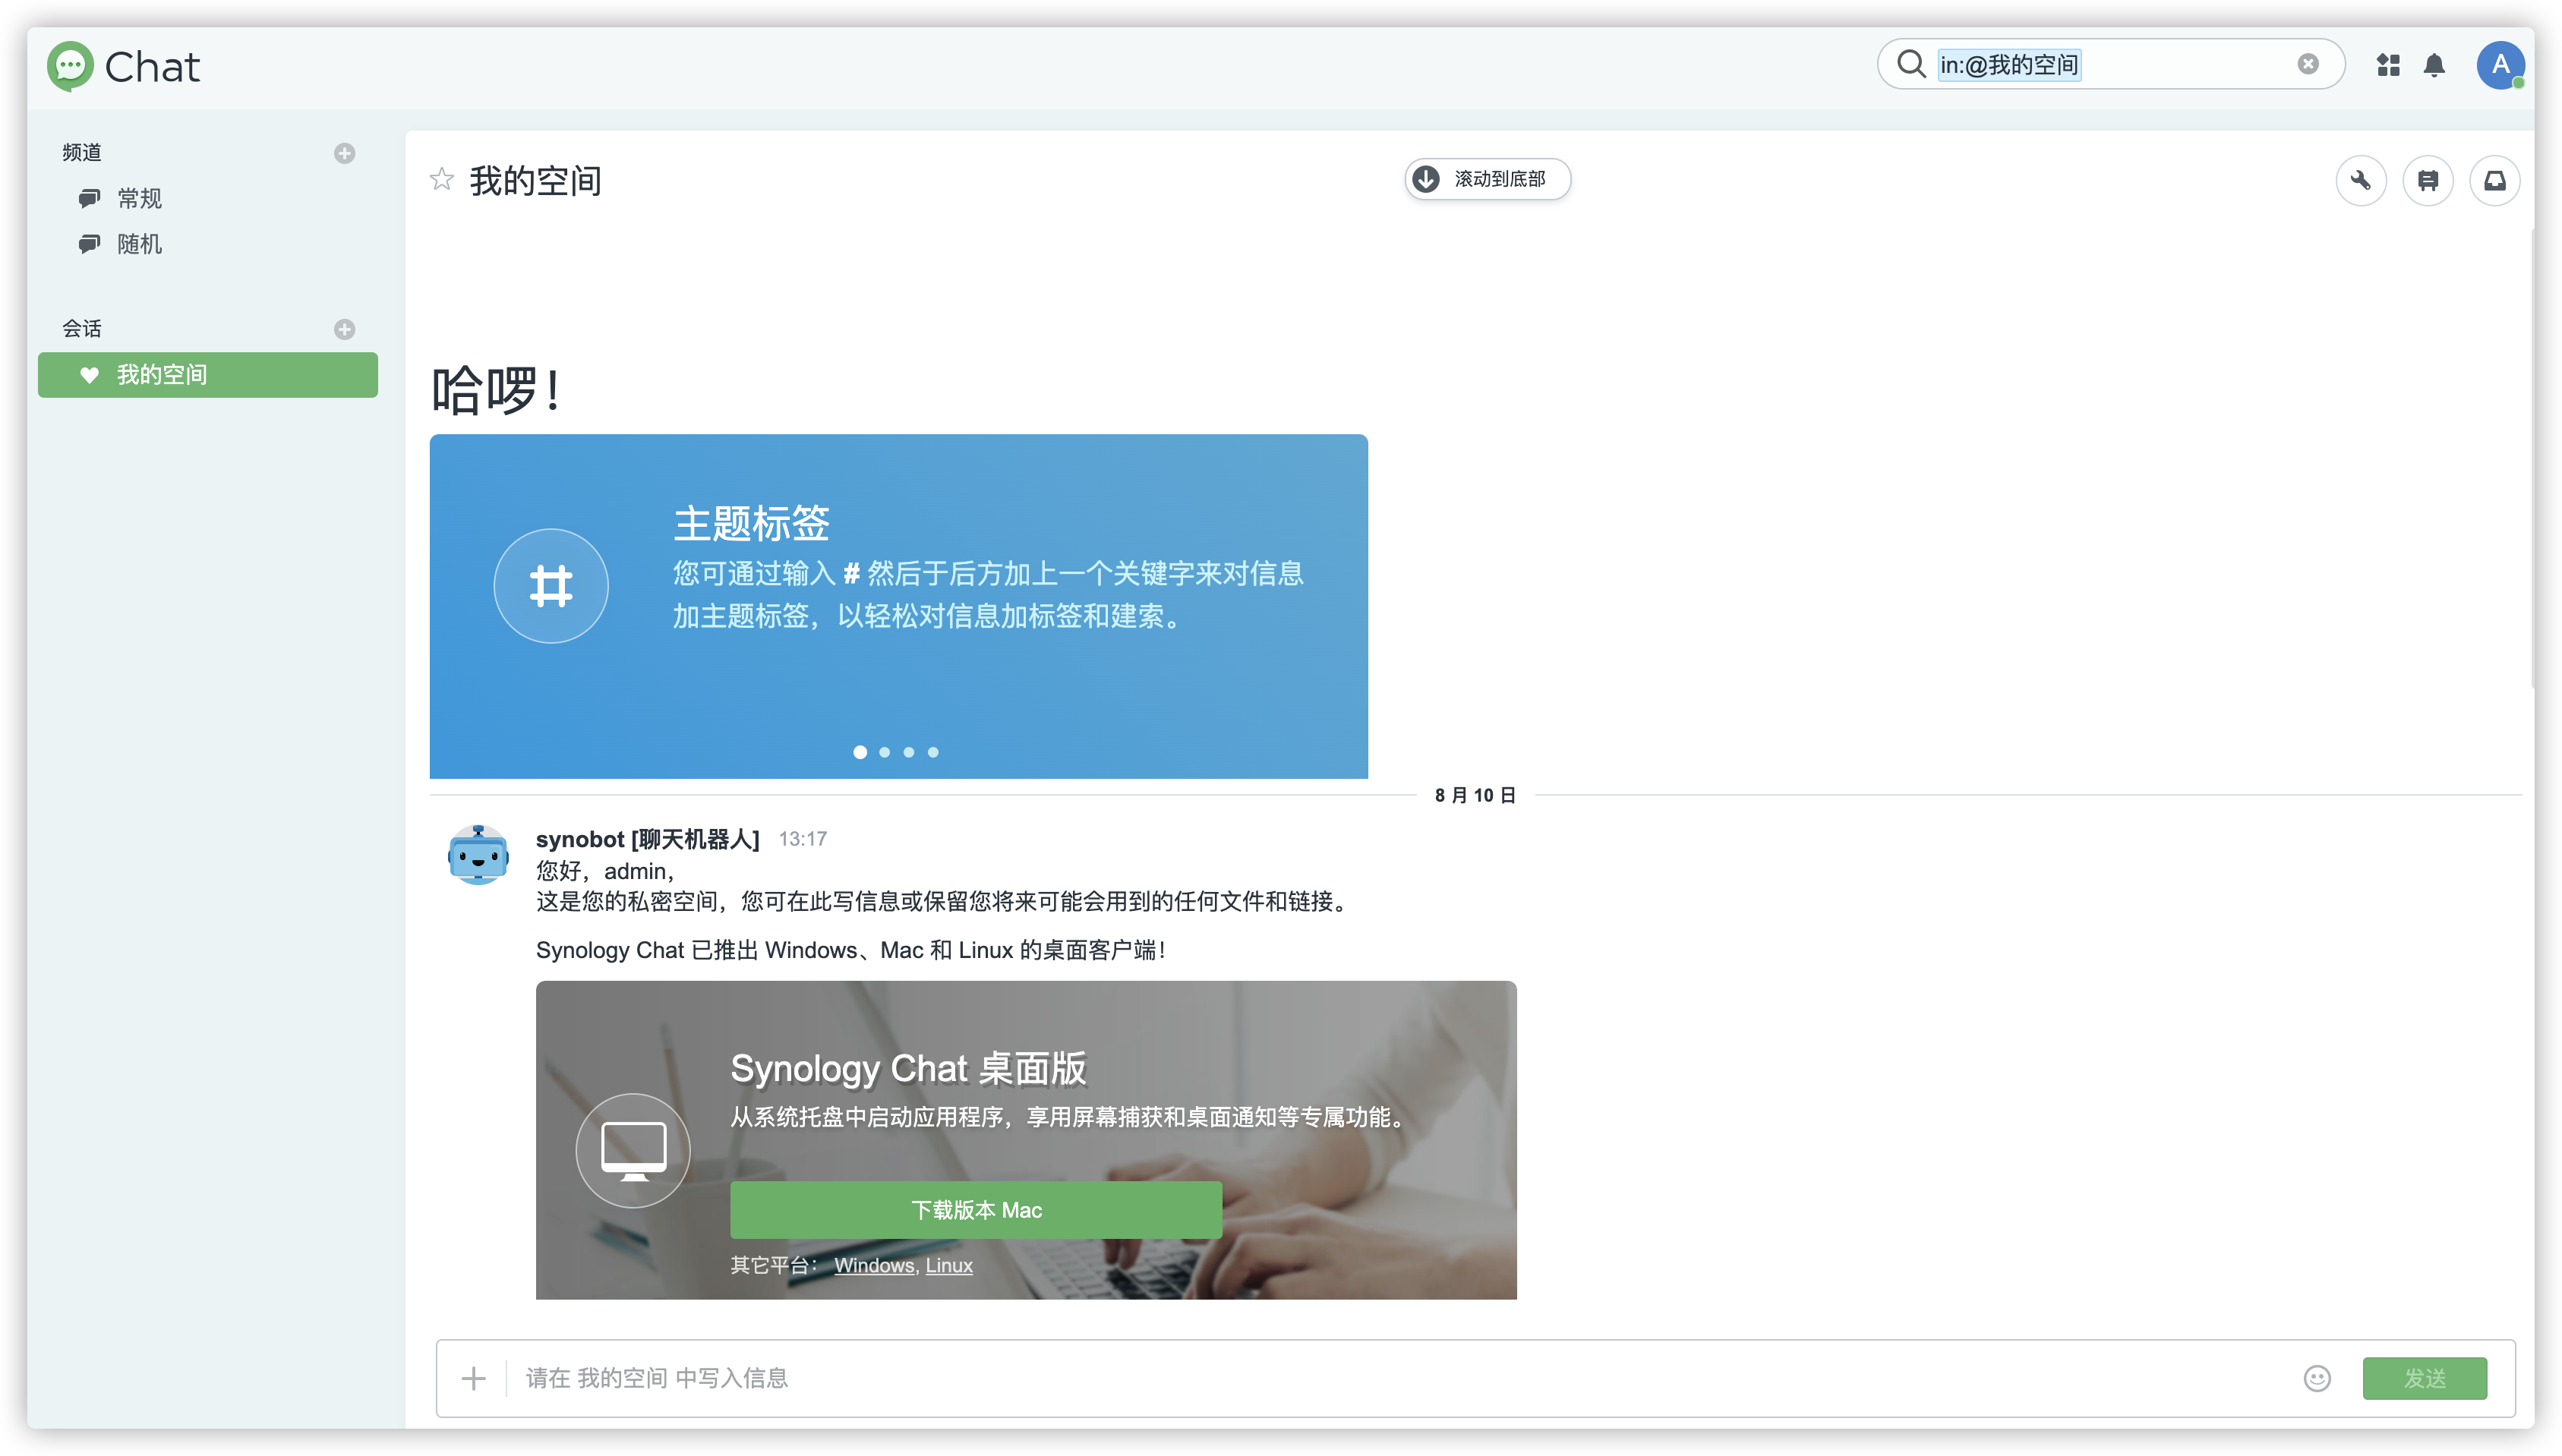 Chat
in:@我的空间
A
频道
常规
随机
会话
我的空间
我的空间
滚动到底部
哈啰！
主题标签
您可通过输入 # 然后于后方加上一个关键字来对信息
加主题标签，以轻松对信息加标签和建索。
8 月 10 日
synobot [聊天机器人] 13:17
您好，admin，
这是您的私密空间，您可在此写信息或保留您将来可能会用到的任何文件和链接。
Synology Chat 已推出 Windows、Mac 和 Linux 的桌面客户端！
Synology Chat 桌面版
从系统托盘中启动应用程序，享用屏幕捕获和桌面通知等专属功能。
下载版本 Mac
其它平台： Windows, Linux
请在 我的空间 中写入信息
发送